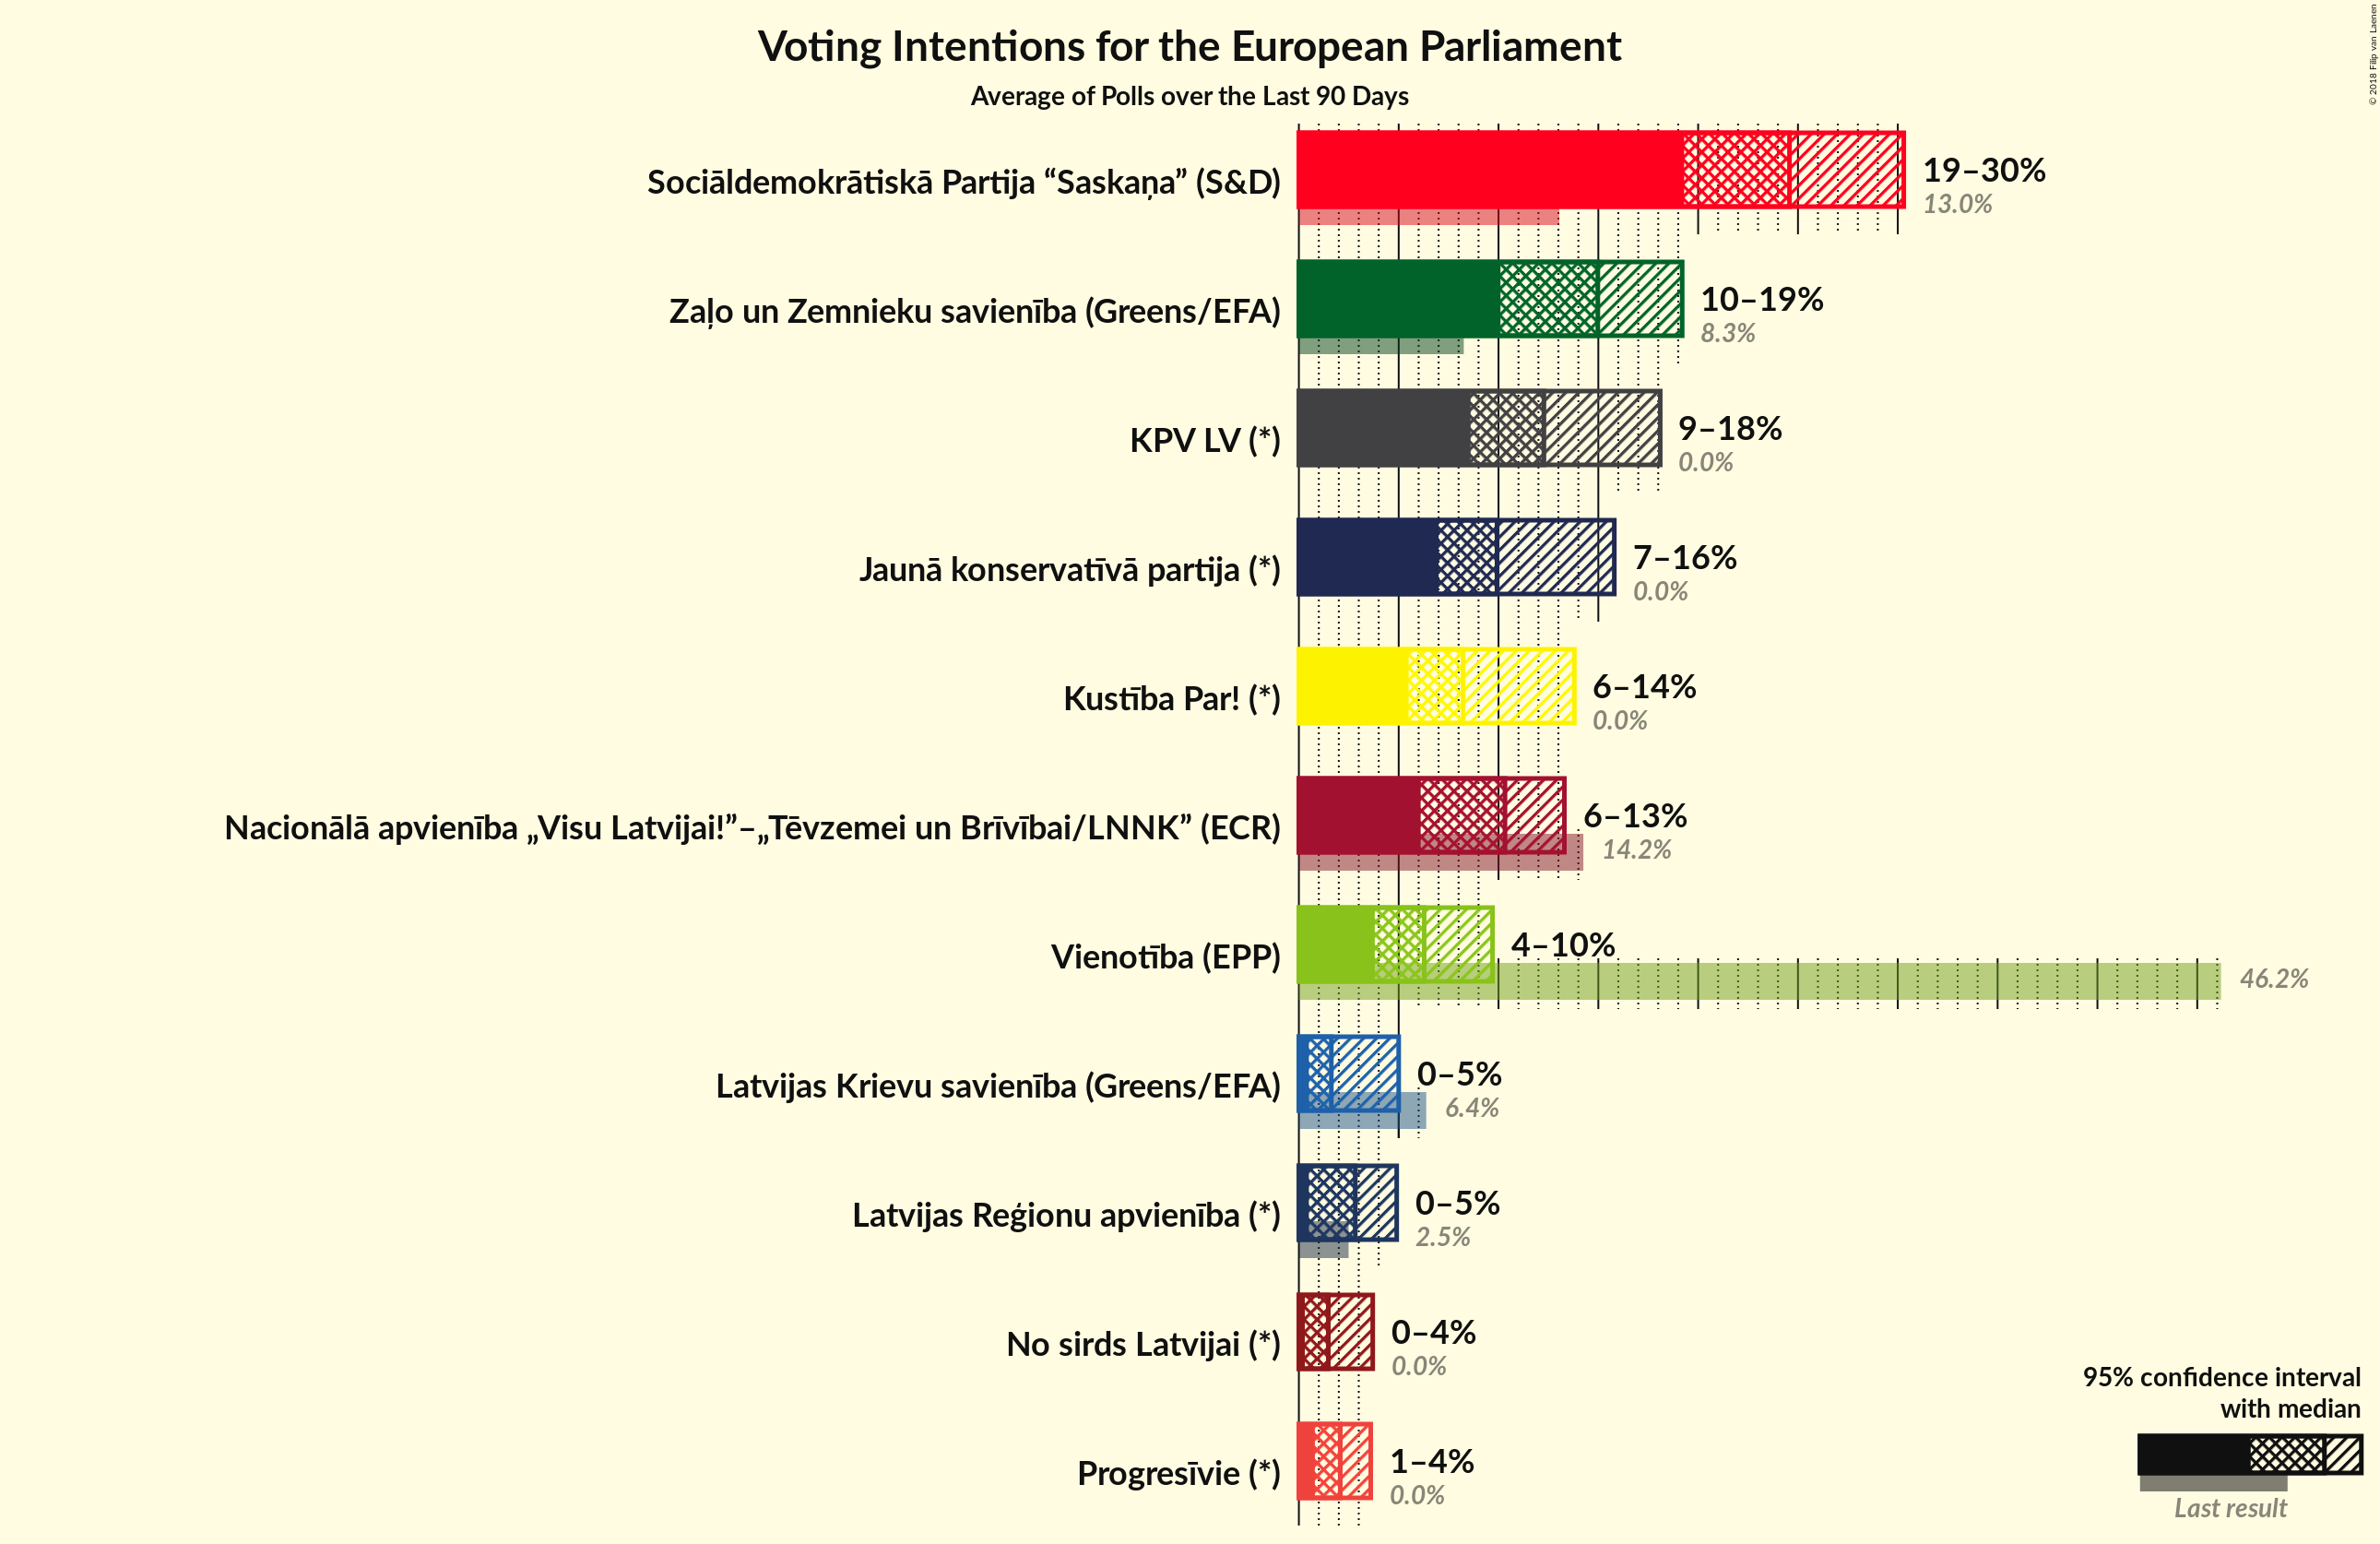 © 2018 Filip van Laenen
Voting Intentions for the European Parliament
Average of Polls over the Last 90 Days
Sociāldemokrātiskā Partija “Saskaņa” (S&D)
19–30%
13.0%
Zaļo un Zemnieku savienība (Greens/EFA)
10–19%
8.3%
KPV LV (*)
9–18%
0.0%
Jaunā konservatīvā partija (*)
7–16%
0.0%
Kustība Par! (*)
6–14%
0.0%
Nacionālā apvienība „Visu Latvijai!”–„Tēvzemei un Brīvībai/LNNK” (ECR)
6–13%
14.2%
Vienotība (EPP)
4–10%
46.2%
Latvijas Krievu savienība (Greens/EFA)
0–5%
6.4%
Latvijas Reģionu apvienība (*)
0–5%
2.5%
No sirds Latvijai (*)
0–4%
0.0%
Progresīvie (*)
1–4%
0.0%
95% confidence interval
with median
Last result